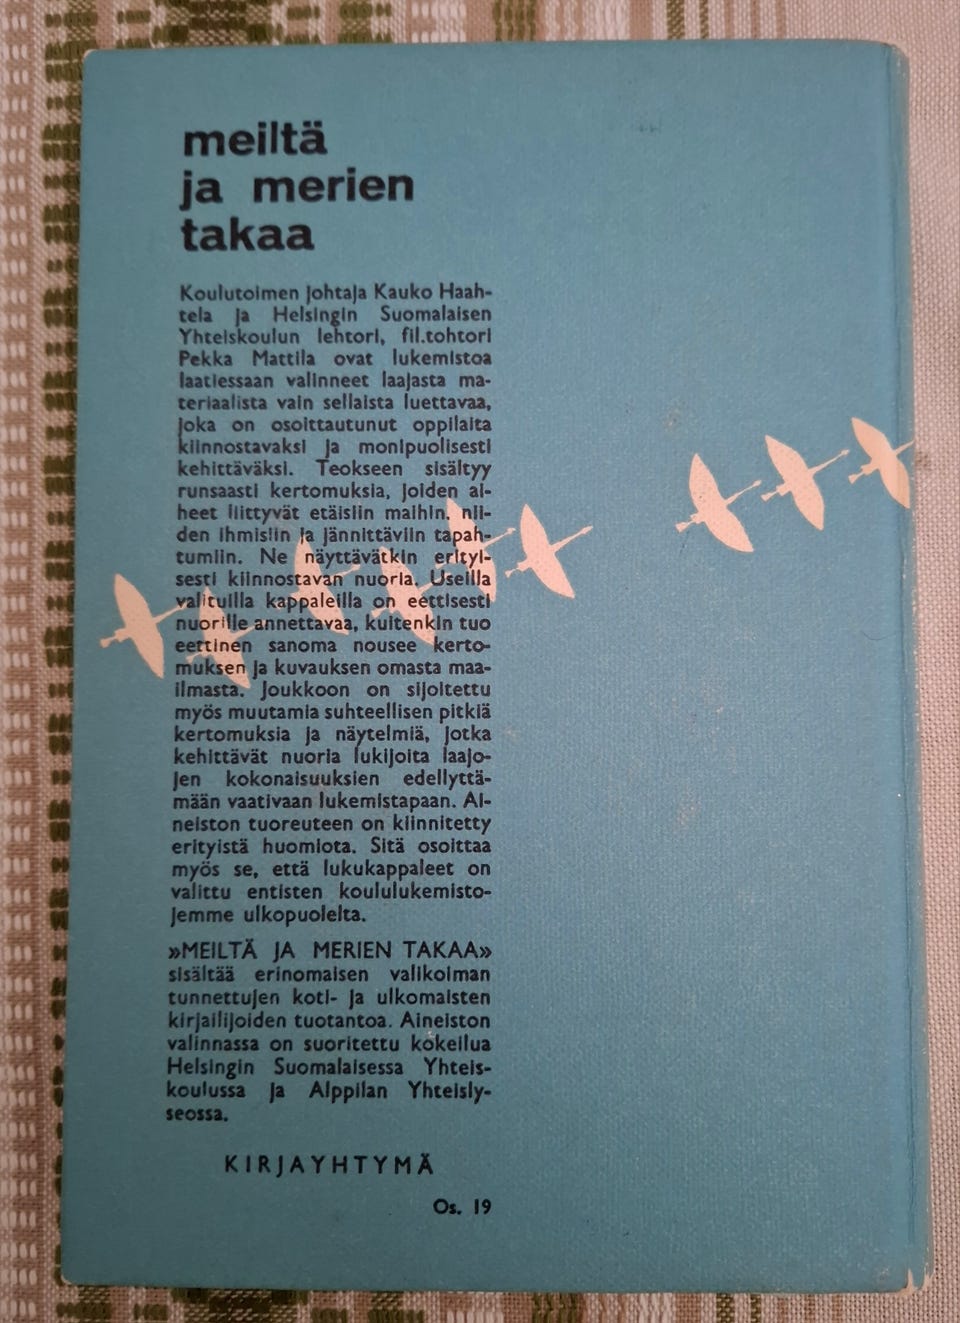 meiltä
ja merien
takaa
Koulutoimen johtaja Kauko Haah-
tela ja Helsingin Suomalaisen
Yhteiskoulun lehtori, fil.tohtori
Pekka Mattila ovat lukemistoa
laatiessaan valinneet laajasta ma-
teriaalista vain sellaista luettavaa,
joka on osoittautunut oppilaita
kiinnostavaksi ja monipuolisesti
kehittäväksi. Teokseen sisältyy
runsaasti kertomuksia, joiden ai-
heet liittyvät etäisiin maihin, nii-
den ihmisiin ja jännittäviin tapah-
tumiin. Ne näyttävätkin erityi-
sesti kiinnostavan nuoria. Useilla
valituilla kappaleilla on eettisesti
nuorille annettavaa, kuitenkin tuo
eettinen sanoma nousee kerto-
muksen ja kuvauksen omasta maa-
ilmasta. Joukkoon on sijoitettu
myös muutamia suhteellisen pitkiä
kertomuksia ja näytelmiä, jotka
kehittävät nuoria lukijoita laajo-
jen kokonaisuuksien edellyttä-
mään vaativaan lukemistapaan. Ai-
neiston tuoreuteen on kiinnitetty
erityistä huomiota. Sitä osoittaa
myös se, että lukukappaleet on
valittu entisten koululukemisto-
jemme ulkopuolelta.
»MEILTÄ JA MERIEN TAKAA»
sisältää erinomaisen valikoiman
tunnettujen koti- ja ulkomaisten
kirjailijoiden tuotantoa. Aineiston
valinnassa on suoritettu kokeilua
Helsingin Suomalaisessa Yhteis-
koulussa ja Alppilan Yhteisly-
seossa.
KIRJAYHTYMÄ
Os. 19